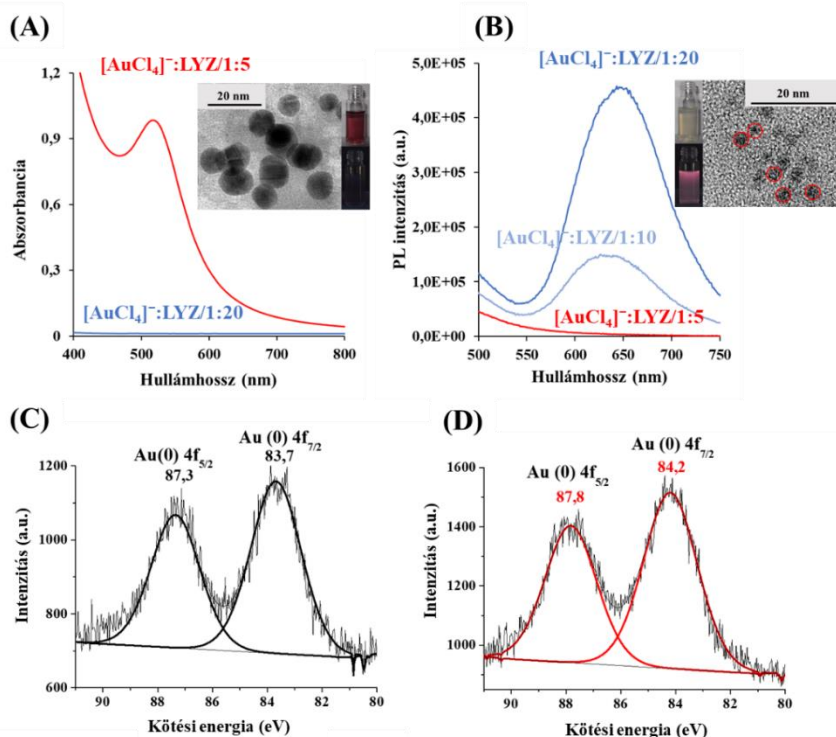 (A)
[AuCl₄]⁻:LYZ/1:5
1,2
0,9
0,6
0,3
0
Abszorbancia
20 nm
[AuCl₄]⁻:LYZ/1:20
400 500 600 700 800
Hullámhossz (nm)
(B)
[AuCl₄]⁻:LYZ/1:20
5,0E+05
4,0E+05
3,0E+05
2,0E+05
1,0E+05
0,0E+00
PL intenzitás (a.u.)
20 nm
[AuCl₄]⁻:LYZ/1:10
[AuCl₄]⁻:LYZ/1:5
500 550 600 650 700 750
Hullámhossz (nm)
(C)
Au(0) 4f₅/₂
87,3
Au (0) 4f₇/₂
83,7
1200
1000
800
600
Intenzitás (a.u.)
90 88 86 84 82 80
Kötési energia (eV)
(D)
Au (0) 4f₅/₂
87,8
Au (0) 4f₇/₂
84,2
1600
1400
1200
1000
Intenzitás (a.u.)
90 88 86 84 82 80
Kötési energia (eV)